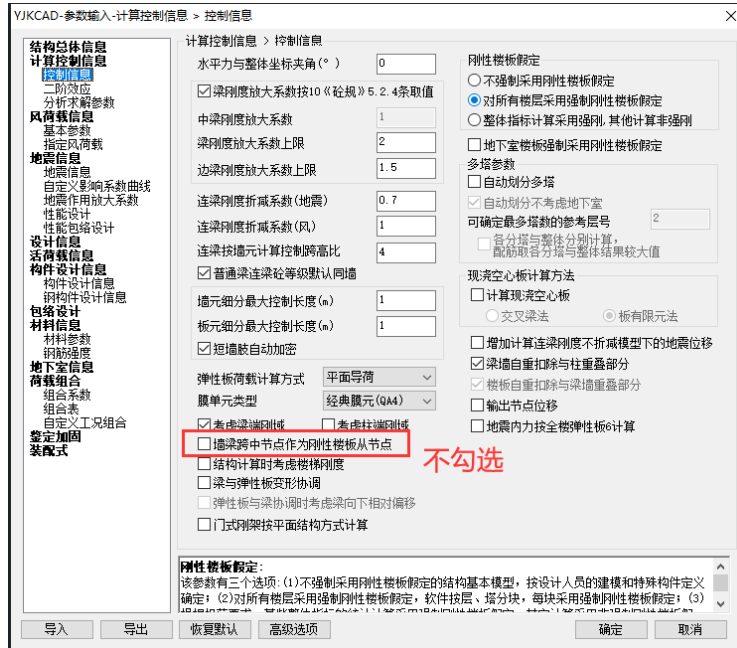 YJKCAD-参数输入-计算控制信息 > 控制信息
结构总体信息
计算控制信息
控制信息
二阶效应
分析求解参数
风荷载信息
基本参数
指定风荷载
地震信息
地震信息
自定义影响系数曲线
地震作用放大系数
性能设计
性能包络设计
设计信息
活荷载信息
构件设计信息
构件设计信息
钢构件设计信息
包络设计
材料信息
材料参数
钢筋强度
地下室信息
荷载组合
组合系数
组合表
自定义工况组合
鉴定加固
装配式
计算控制信息 > 控制信息
水平力与整体坐标夹角(°) 0
梁刚度放大系数按10《砼规》5.2.4条取值
中梁刚度放大系数 1
梁刚度放大系数上限 2
边梁刚度放大系数上限 1.5
连梁刚度折减系数(地震) 0.7
连梁刚度折减系数(风) 1
连梁按墙元计算控制跨高比 4
普通梁连梁砼等级默认同墙
墙元细分最大控制长度(m) 1
板元细分最大控制长度(m) 1
短墙肢自动加密
弹性板荷载计算方式 平面导荷
膜单元类型 经典膜元(QA4)
考虑梁端刚域 考虑柱端刚域
墙梁跨中节点作为刚性楼板从节点
不勾选
结构计算时考虑楼梯刚度
梁与弹性板变形协调
弹性板与梁协调时考虑梁向下相对偏移
门式刚架按平面结构方式计算
刚性楼板假定
不强制采用刚性楼板假定
对所有楼层采用强制刚性楼板假定
整体指标计算采用强刚,其他计算非强刚
地下室楼板强制采用刚性楼板假定
多塔参数
自动划分多塔
自动划分不考虑地下室
可确定最多塔数的参考层号 2
各分塔与整体分别计算,
配筋取各分塔与整体结果较大值
现浇空心板计算方法
计算现浇空心板
交叉梁法 板有限元法
增加计算连梁刚度不折减模型下的地震位移
梁墙自重扣除与柱重叠部分
楼板自重扣除与梁墙重叠部分
输出节点位移
地震内力按全楼弹性板6计算
刚性楼板假定:
该参数有三个选项:(1)不强制采用刚性楼板假定的结构基本模型，按设计人员的建模和特殊构件定义
确定；(2)对所有楼层采用强制刚性楼板假定，软件按层、塔分块，每块采用强制刚性楼板假定；(3)
导入 导出 恢复默认 高级选项 确定 取消